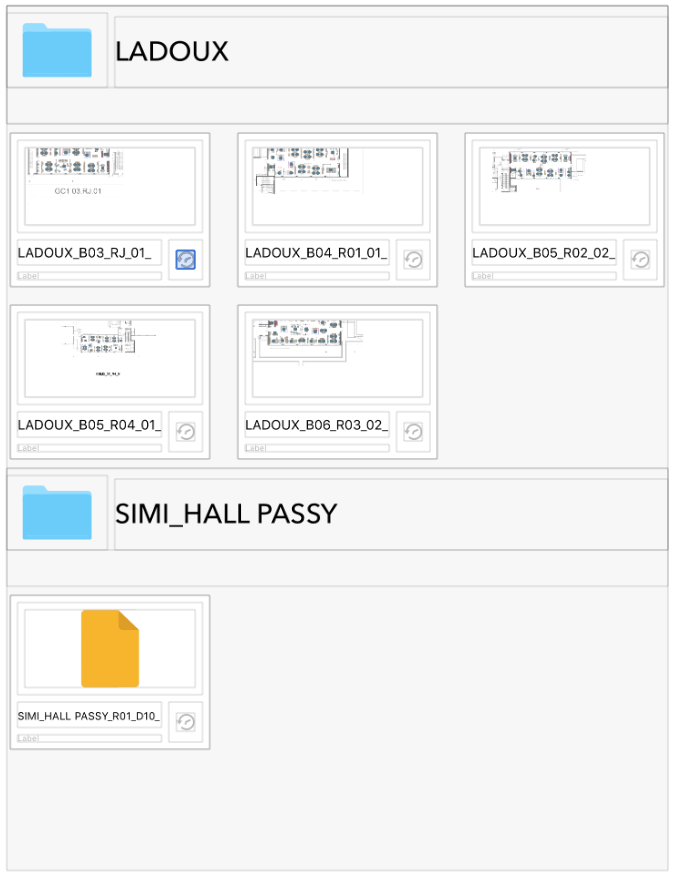 LADOUX
GC1 03.RJ.01
LADOUX_B03_RJ_01_
LADOUX_B04_R01_01_
LADOUX_B05_R02_02_
Label
Label
Label
LADOUX_B05_R04_01_
LADOUX_B06_R03_02_
Label
Label
SIMI_HALL PASSY
SIMI_HALL PASSY_R01_D10_
Label